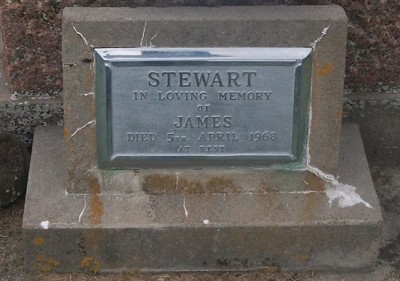 STEWART
IN LOVING MEMORY
OF
JAMES
DIED 5TH APRIL 1968
AT REST